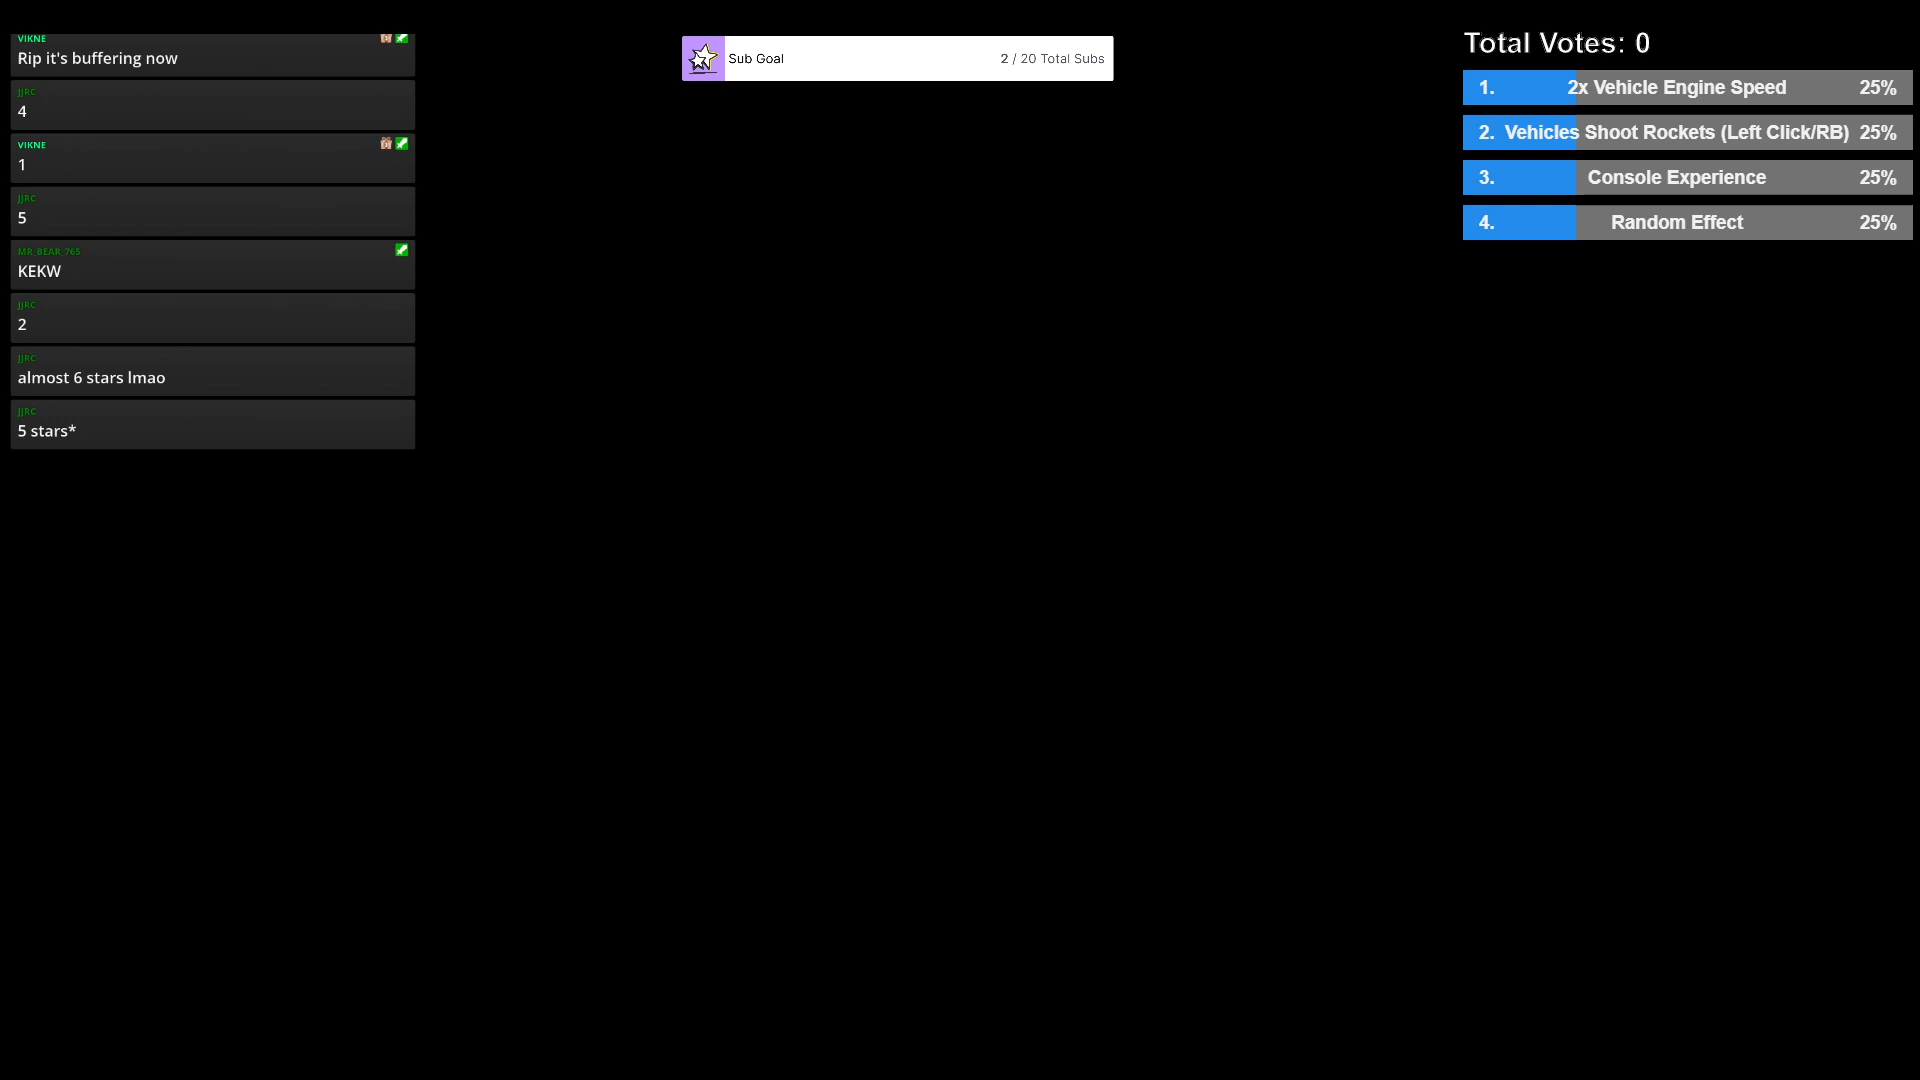 VIKNE
Rip it's buffering now
JJRC
4
VIKNE
1
JJRC
5
MR_BEAR_765
KEKW
JJRC
2
JJRC
almost 6 stars lmao
JJRC
5 stars*
Sub Goal 2 / 20 Total Subs
Total Votes: 0
1. 2x Vehicle Engine Speed 25%
2. Vehicles Shoot Rockets (Left Click/RB) 25%
3. Console Experience 25%
4. Random Effect 25%